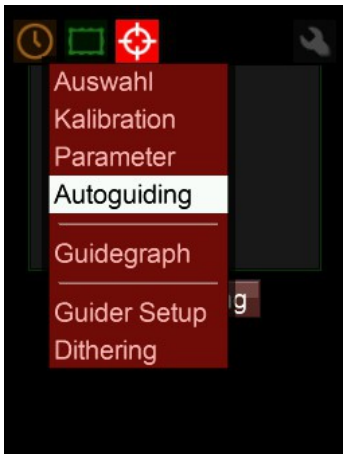 Auswahl
Kalibration
Parameter
Autoguiding
Guidegraph
Guider Setup
Dithering